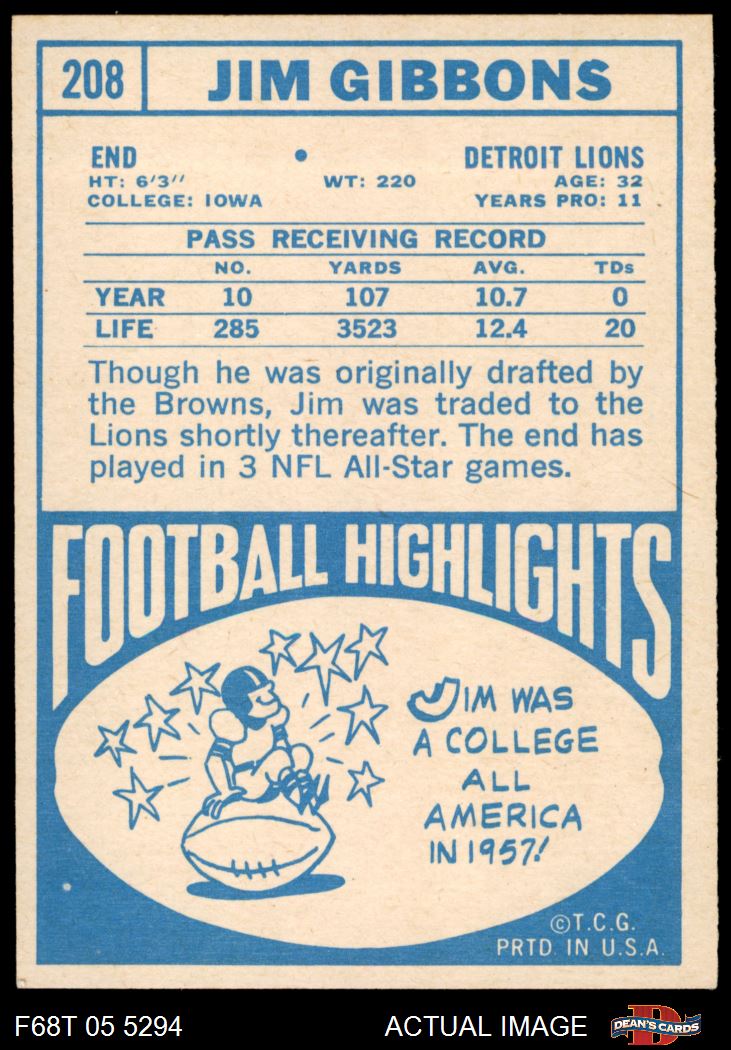 208 JIM GIBBONS
END • DETROIT LIONS
HT: 6'3" WT: 220 AGE: 32
COLLEGE: IOWA YEARS PRO: 11
PASS RECEIVING RECORD
NO. YARDS AVG. TDs
YEAR 10 107 10.7 0
LIFE 285 3523 12.4 20
Though he was originally drafted by
the Browns, Jim was traded to the
Lions shortly thereafter. The end has
played in 3 NFL All-Star games.
FOOTBALL HIGHLIGHTS
JIM WAS
A COLLEGE
ALL
AMERICA
IN 1957!
©T.C.G.
PRTD. IN U.S.A.
F68T 05 5294 ACTUAL IMAGE DEAN'S CARDS